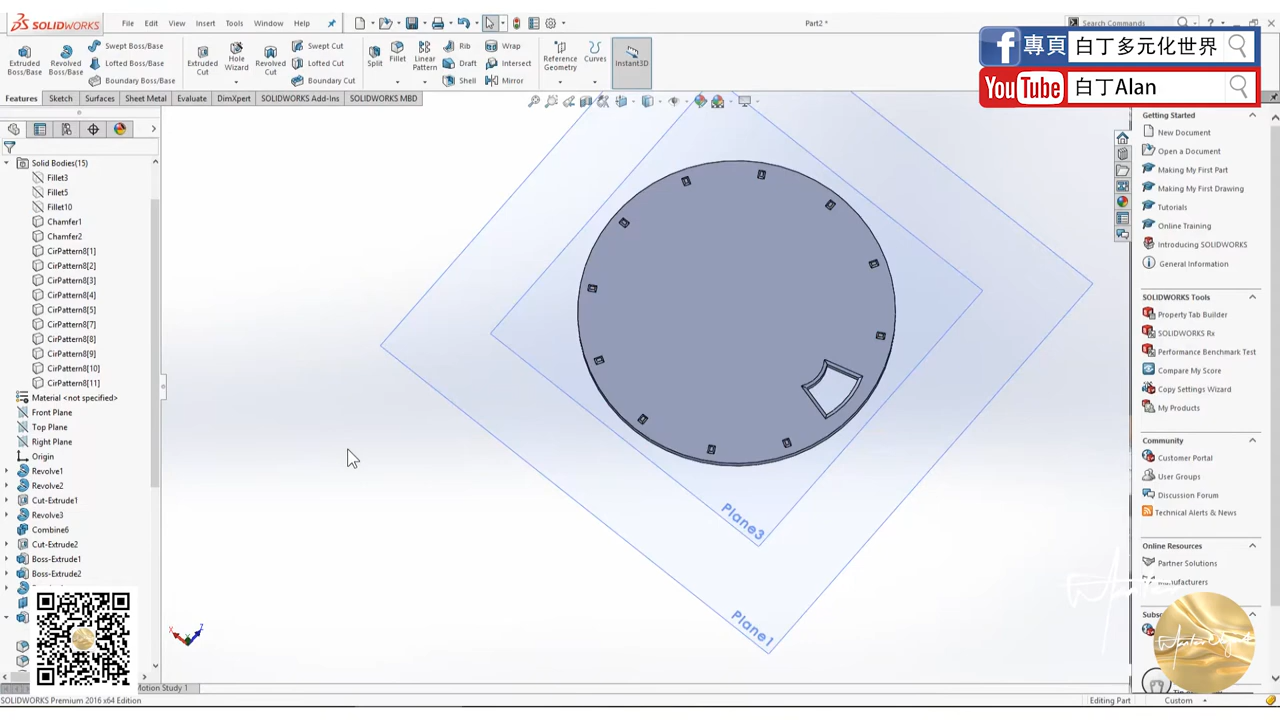 SOLIDWORKS
File Edit View Insert Tools Window Help
Part2 *
Search Commands
Extruded Boss/Base
Revolved Boss/Base
Swept Boss/Base
Lofted Boss/Base
Boundary Boss/Base
Extruded Cut
Hole Wizard
Revolved Cut
Swept Cut
Lofted Cut
Boundary Cut
Split
Fillet
Linear Pattern
Rib
Draft
Shell
Wrap
Intersect
Mirror
Reference Geometry
Curves
Instant3D
專頁 白丁多元化世界
YouTube 白丁Alan
Features Sketch Surfaces Sheet Metal Evaluate DimXpert SOLIDWORKS Add-Ins SOLIDWORKS MBD
Solid Bodies(15)
Fillet3
Fillet5
Fillet10
Chamfer1
Chamfer2
CirPattern8[1]
CirPattern8[2]
CirPattern8[3]
CirPattern8[4]
CirPattern8[5]
CirPattern8[7]
CirPattern8[8]
CirPattern8[9]
CirPattern8[10]
CirPattern8[11]
Material <not specified>
Front Plane
Top Plane
Right Plane
Origin
Revolve1
Revolve2
Cut-Extrude1
Revolve3
Combine6
Cut-Extrude2
Boss-Extrude1
Boss-Extrude2
Plane3
Plane1
Getting Started
New Document
Open a Document
Making My First Part
Making My First Drawing
Tutorials
Online Training
Introducing SOLIDWORKS
General Information
SOLIDWORKS Tools
Property Tab Builder
SOLIDWORKS Rx
Performance Benchmark Test
Compare My Score
Copy Settings Wizard
My Products
Community
Customer Portal
User Groups
Discussion Forum
Technical Alerts & News
Online Resources
Partner Solutions
Manufacturers
Motion Study 1
SOLIDWORKS Premium 2016 x64 Edition
Editing Part
Custom